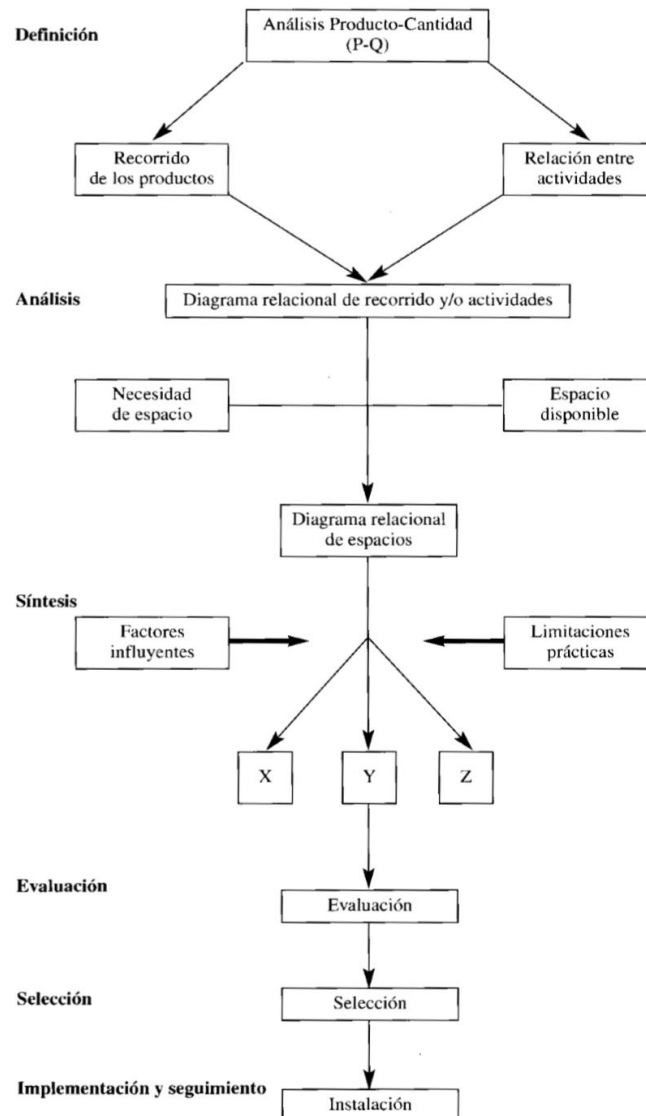 Definición
Análisis Producto-Cantidad
(P-Q)
Recorrido
de los productos
Relación entre
actividades
Análisis
Diagrama relacional de recorrido y/o actividades
Necesidad
de espacio
Espacio
disponible
Diagrama relacional
de espacios
Síntesis
Factores
influyentes
Limitaciones
prácticas
X
Y
Z
Evaluación
Evaluación
Selección
Selección
Implementación y seguimiento
Instalación